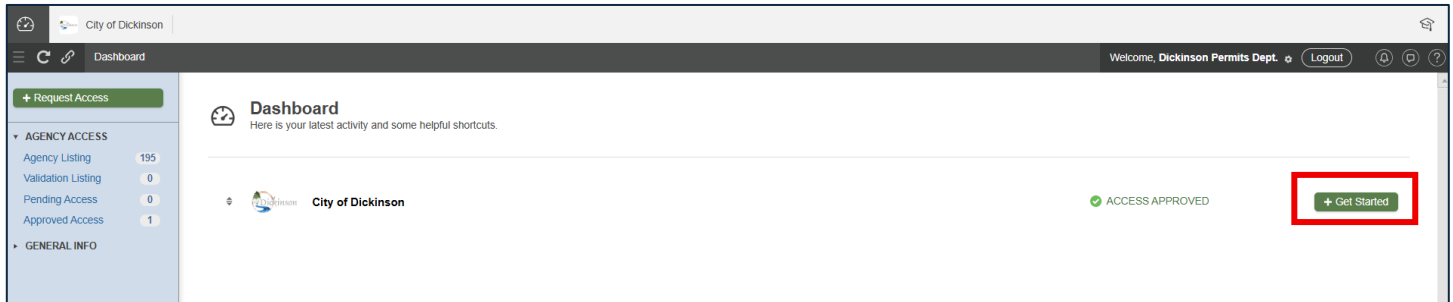 City of Dickinson
Dashboard
Welcome, Dickinson Permits Dept.
Logout
?
+ Request Access
AGENCY ACCESS
Agency Listing 195
Validation Listing 0
Pending Access 0
Approved Access 1
GENERAL INFO
Dashboard
Here is your latest activity and some helpful shortcuts.
Dickinson
City of Dickinson
ACCESS APPROVED
+ Get Started